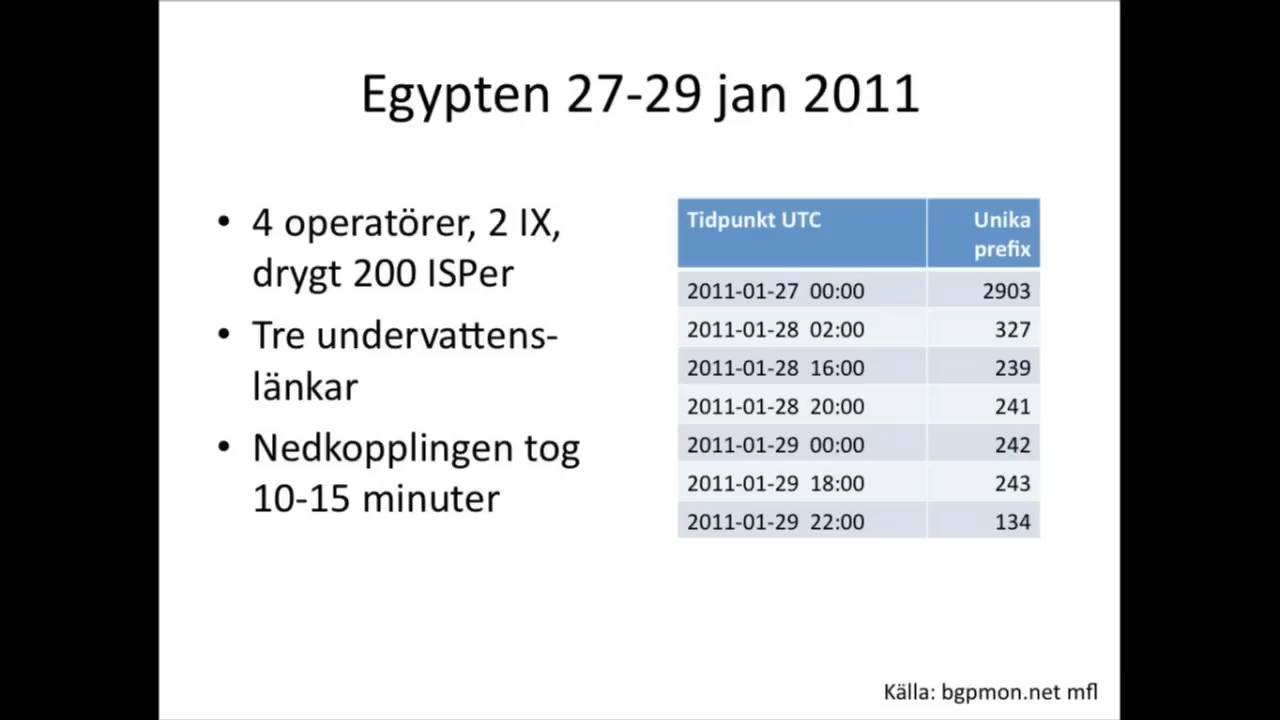 Egypten 27-29 jan 2011
• 4 operatörer, 2 IX,
drygt 200 ISPer
• Tre undervattens-
länkar
• Nedkopplingen tog
10-15 minuter
Tidpunkt UTC Unika
prefix
2011-01-27 00:00 2903
2011-01-28 02:00 327
2011-01-28 16:00 239
2011-01-28 20:00 241
2011-01-29 00:00 242
2011-01-29 18:00 243
2011-01-29 22:00 134
Källa: bgpmon.net mfl